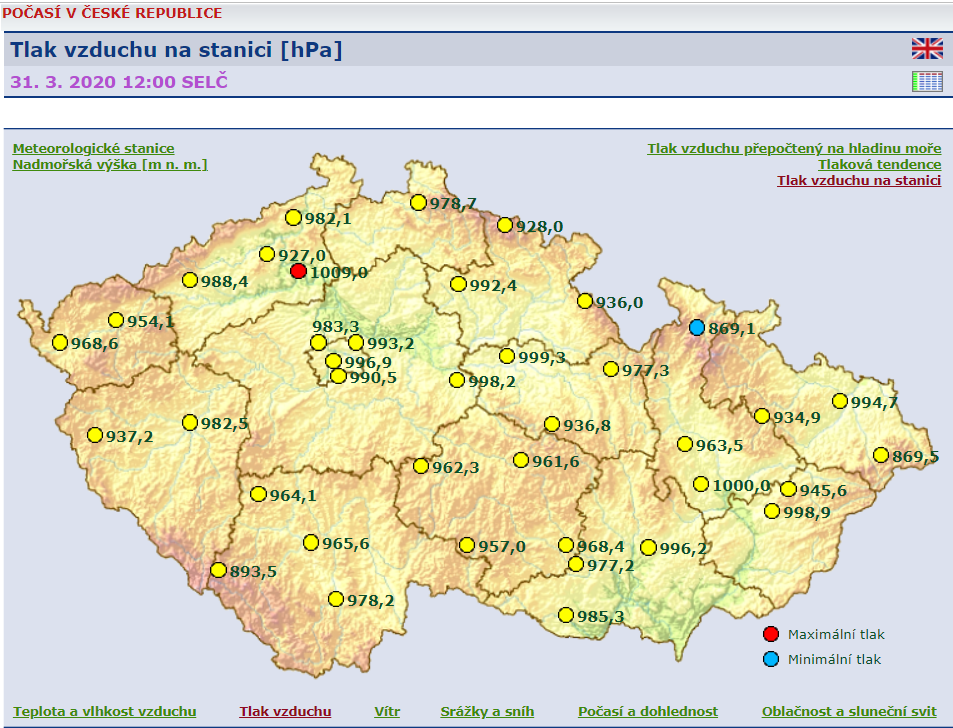 POČASÍ V ČESKÉ REPUBLICE
Tlak vzduchu na stanici [hPa]
31. 3. 2020 12:00 SELČ
Meteorologické stanice
Nadmořská výška [m n. m.]
Tlak vzduchu přepočtený na hladinu moře
Tlaková tendence
Tlak vzduchu na stanici
978,7
982,1
928,0
927,0
1009,0
988,4
992,4
936,0
954,1
983,3
869,1
968,6
993,2
999,3
996,9
977,3
990,5
998,2
994,7
934,9
982,5
936,8
937,2
963,5
869,5
962,3
961,6
1000,0
945,6
964,1
998,9
965,6
957,0
968,4
996,2
977,2
893,5
978,2
985,3
Maximální tlak
Minimální tlak
Teplota a vlhkost vzduchu
Tlak vzduchu
Vítr
Srážky a sníh
Počasí a dohlednost
Oblačnost a sluneční svit